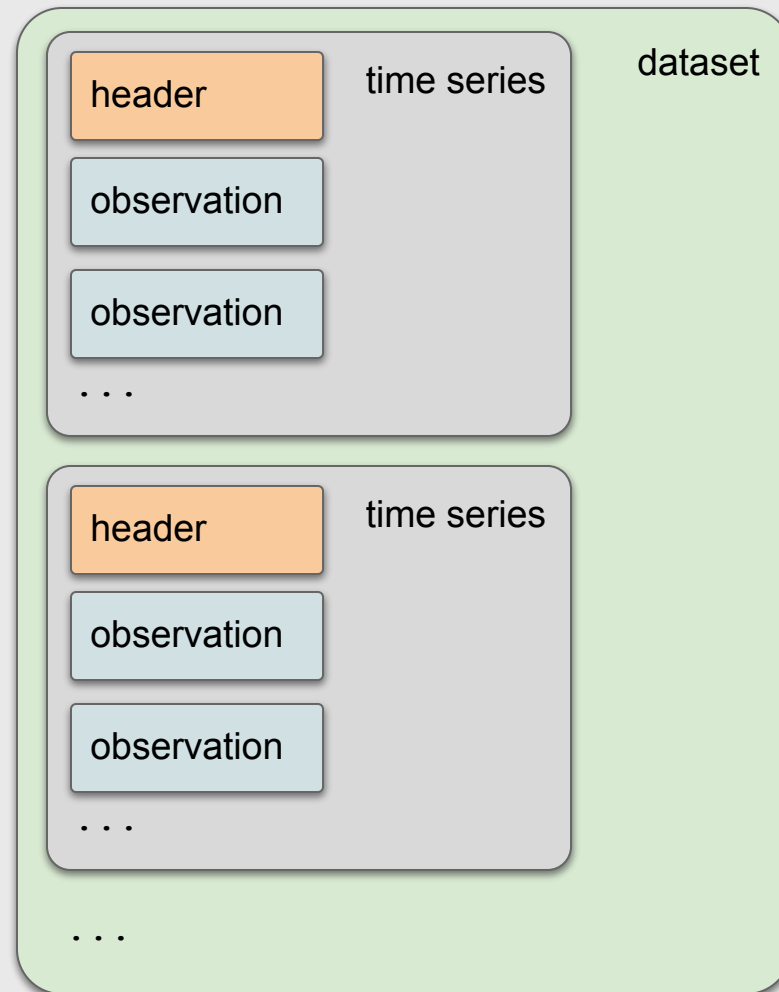 dataset
time series
header
observation
observation
. . .
time series
header
observation
observation
. . .
. . .